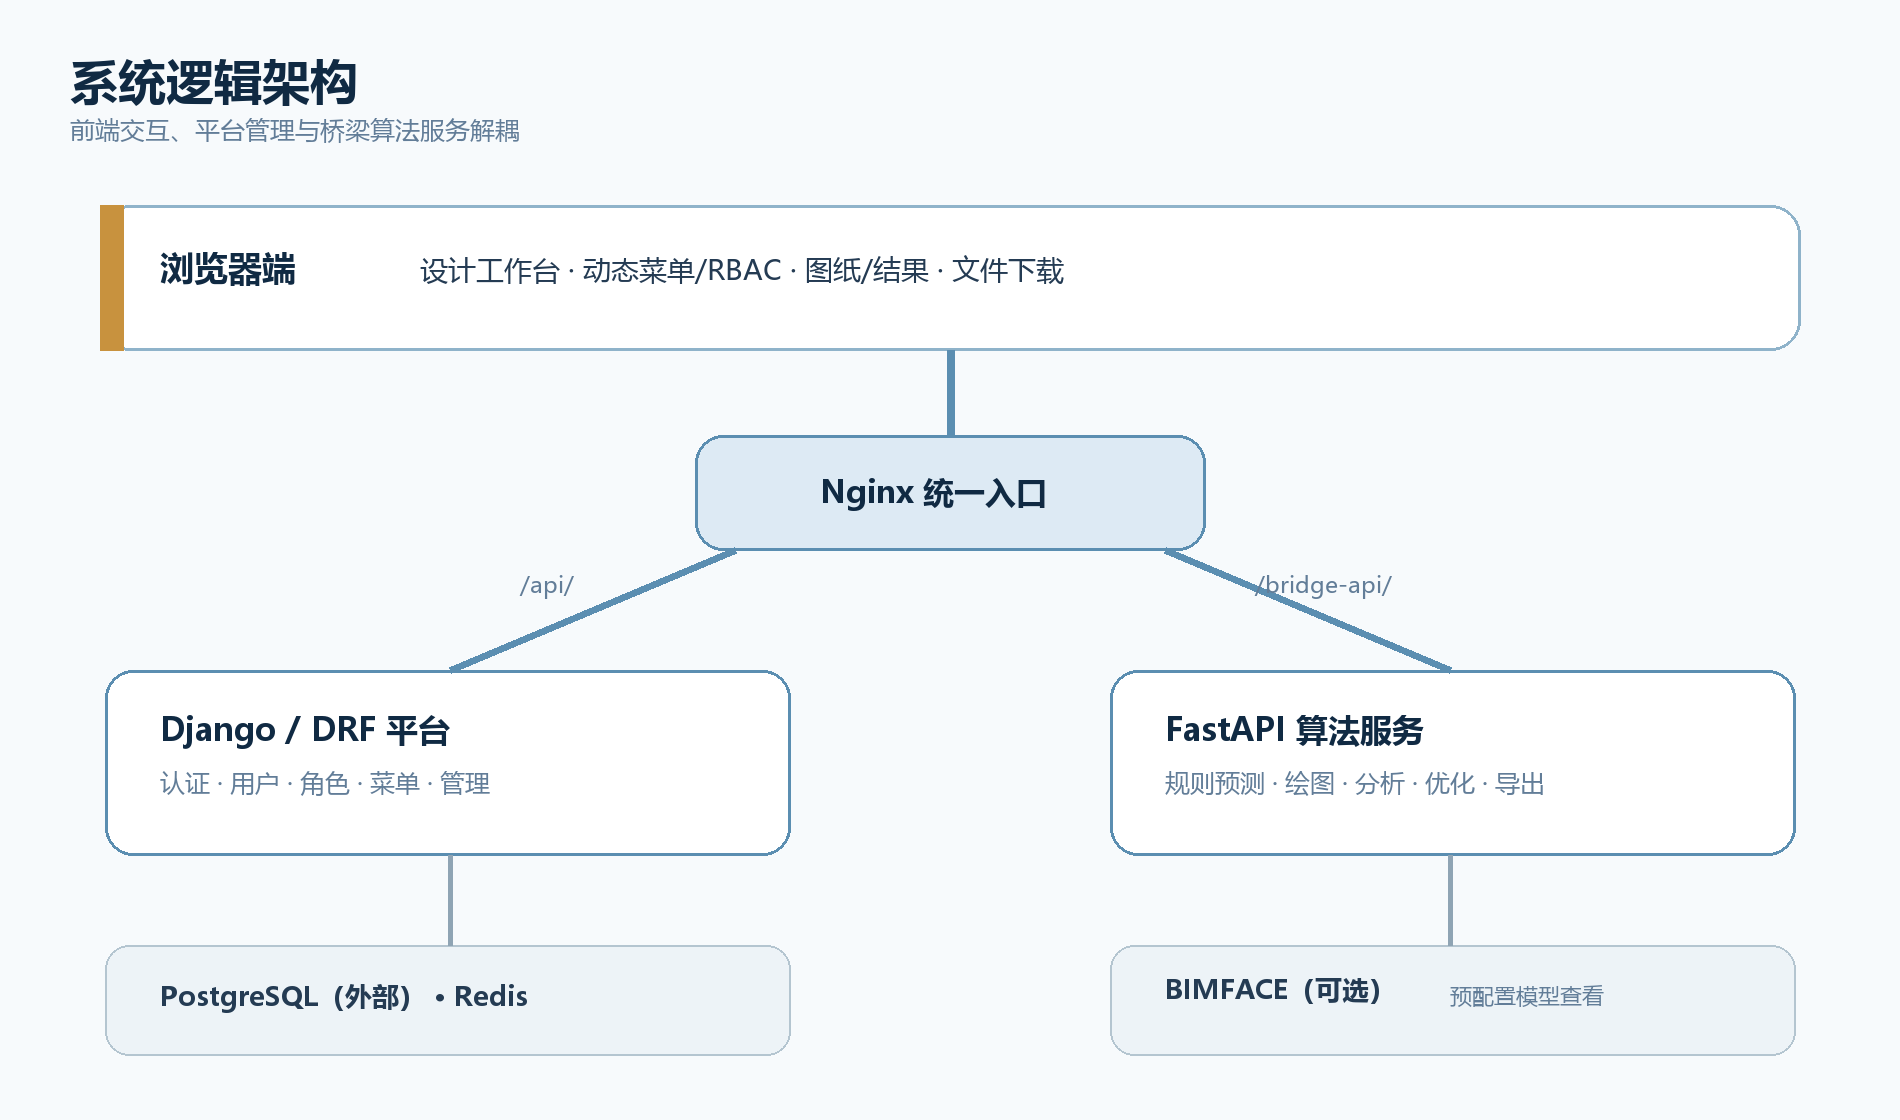 系统逻辑架构
前端交互、平台管理与桥梁算法服务解耦
浏览器端 设计工作台 · 动态菜单/RBAC · 图纸/结果 · 文件下载
Nginx 统一入口
/api/
/bridge-api/
Django / DRF 平台
认证 · 用户 · 角色 · 菜单 · 管理
FastAPI 算法服务
规则预测 · 绘图 · 分析 · 优化 · 导出
PostgreSQL（外部） • Redis
BIMFACE（可选） 预配置模型查看